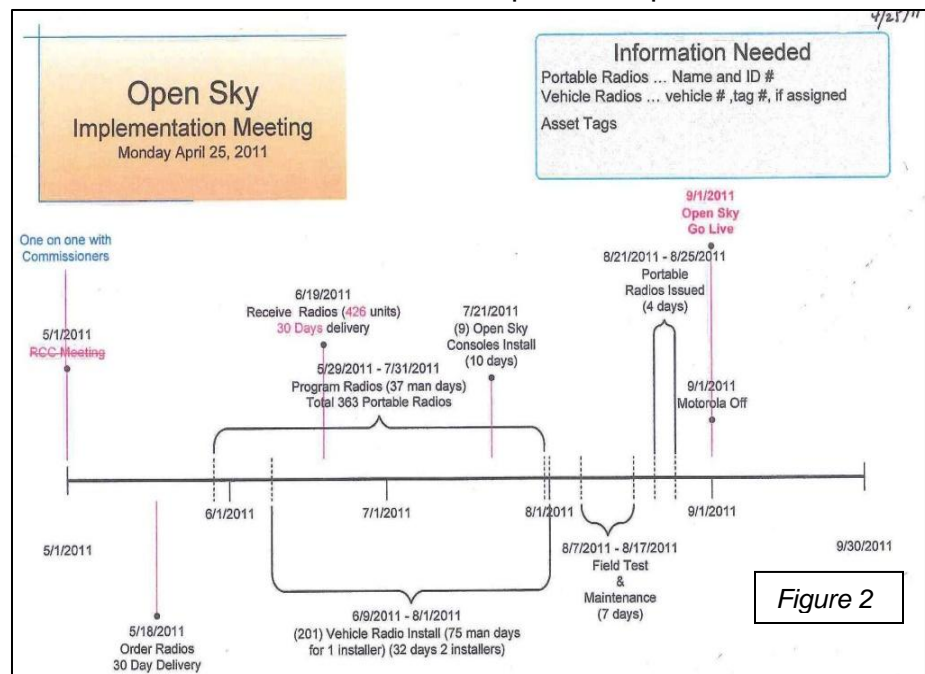 4/25/11
Open Sky
Implementation Meeting
Monday April 25, 2011
Information Needed
Portable Radios ... Name and ID #
Vehicle Radios ... vehicle # ,tag #, if assigned
Asset Tags
One on one with
Commissioners
5/1/2011
RCC Meeting
6/19/2011
Receive Radios (426 units)
30 Days delivery
5/29/2011 - 7/31/2011
Program Radios (37 man days)
Total 363 Portable Radios
7/21/2011
(9) Open Sky
Consoles Install
(10 days)
8/21/2011 - 8/25/2011
Portable
Radios Issued
(4 days)
9/1/2011
Open Sky
Go Live
9/1/2011
Motorola Off
5/1/2011
6/1/2011
7/1/2011
8/1/2011
9/1/2011
9/30/2011
5/18/2011
Order Radios
30 Day Delivery
6/9/2011 - 8/1/2011
(201) Vehicle Radio Install (75 man days
for 1 installer) (32 days 2 installers)
8/7/2011 - 8/17/2011
Field Test
&
Maintenance
(7 days)
Figure 2